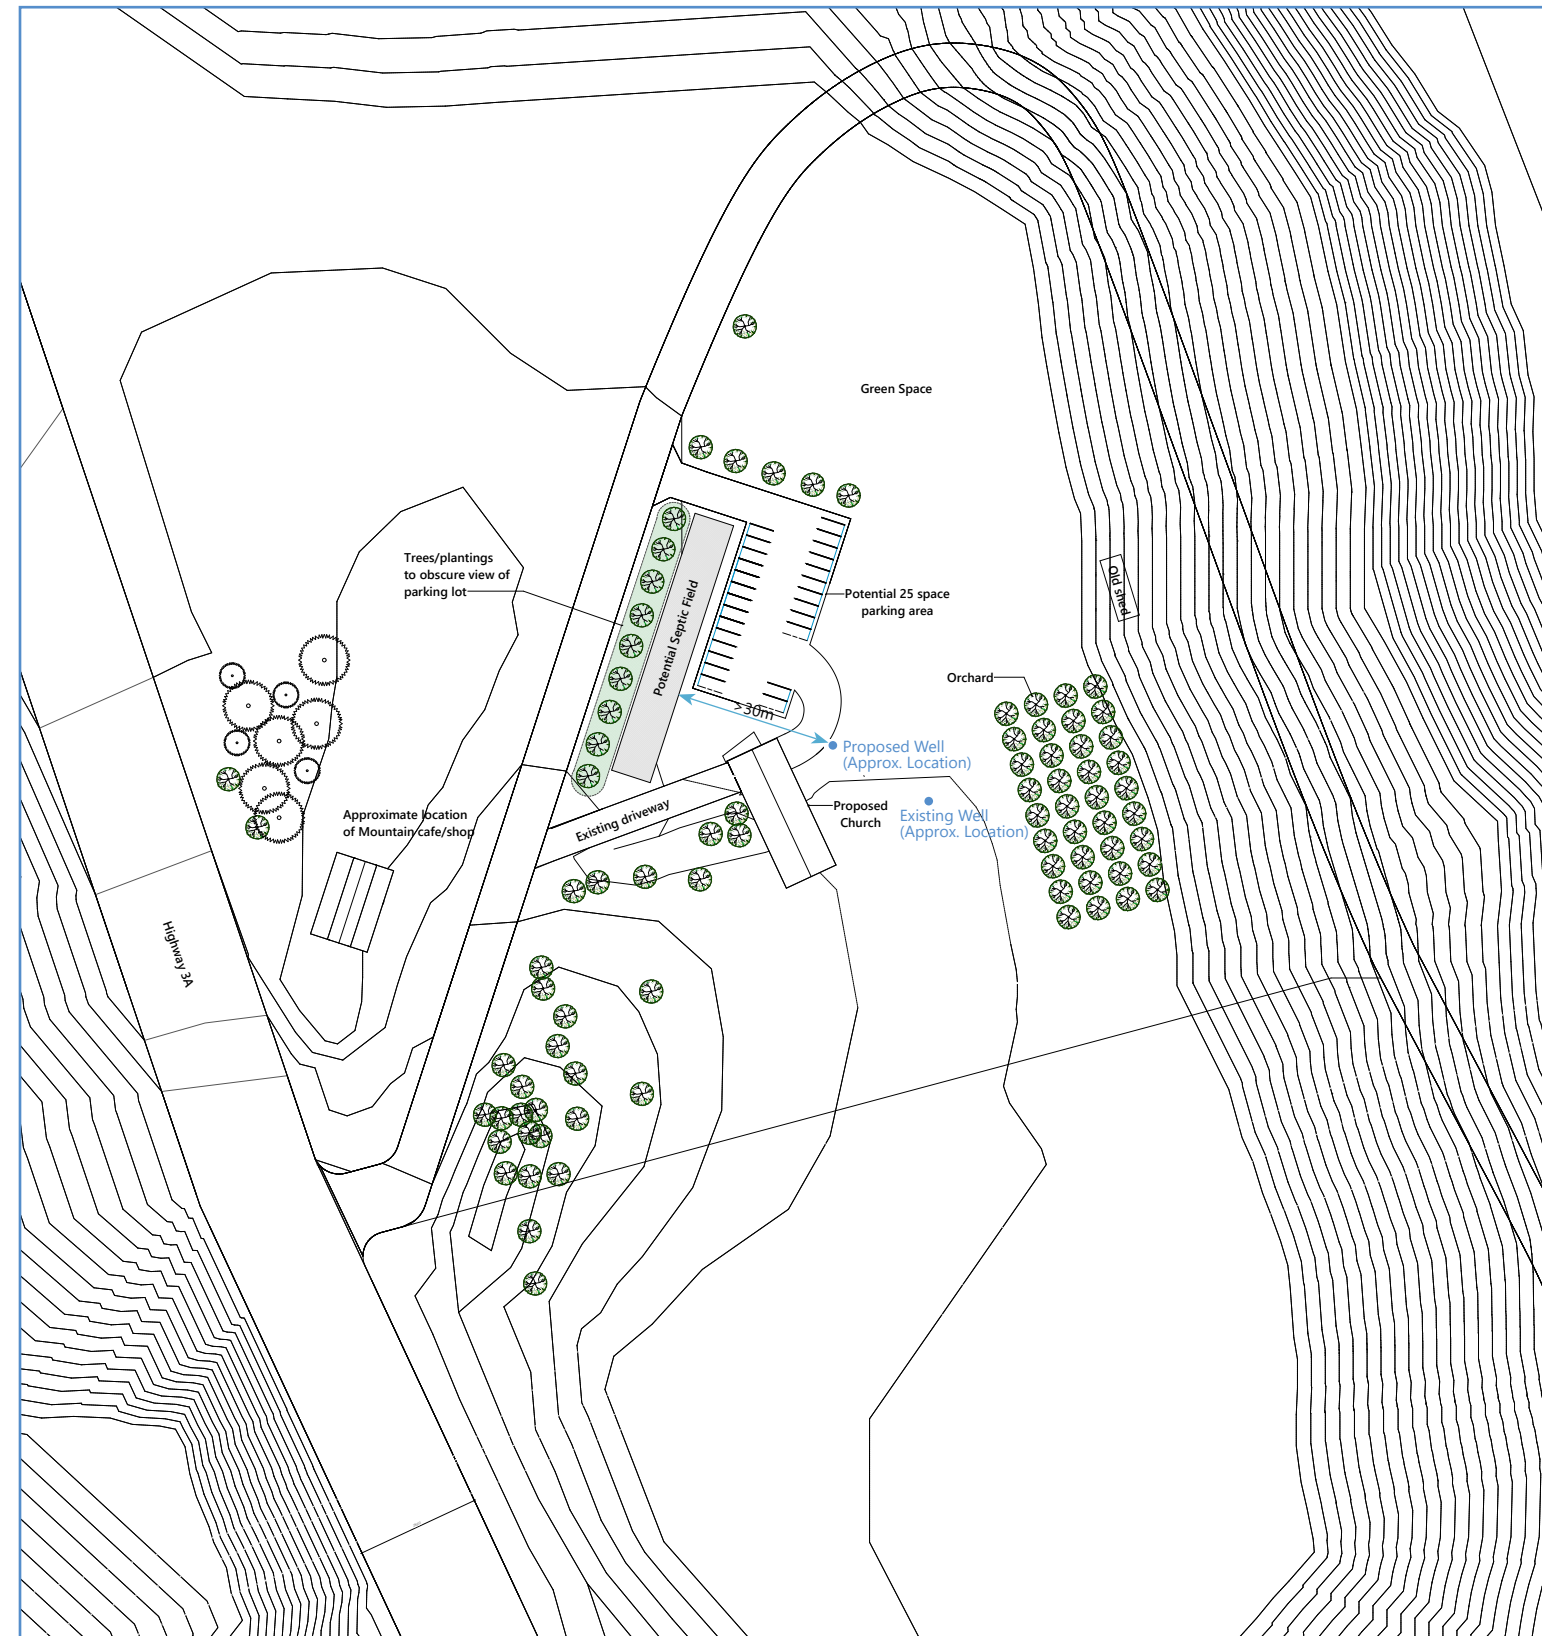 Green Space
Trees/plantings
to obscure view of
parking lot
Potential Septic Field
Potential 25 space
parking area
Old shed
Orchard
>30m
Proposed Well
(Approx. Location)
Existing Well
(Approx. Location)
Proposed
Church
Existing driveway
Approximate location
of Mountain cafe/shop
Highway 3A